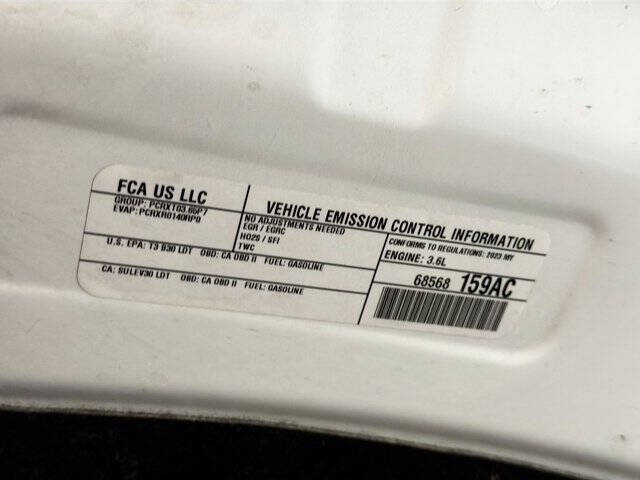 FCA US LLC
GROUP: PCRXT03.66P7
EVAP: PCRXR0140RP0
VEHICLE EMISSION CONTROL INFORMATION
NO ADJUSTMENTS NEEDED
EGR / EGRC
HO2S / SFI
TWC
CONFORMS TO REGULATIONS: 2023 MY
ENGINE: 3.6L
U.S. EPA: T3 B30 LDT OBD: CA OBD II FUEL: GASOLINE
CA: SULEV30 LDT OBD: CA OBD II FUEL: GASOLINE
68568 159AC